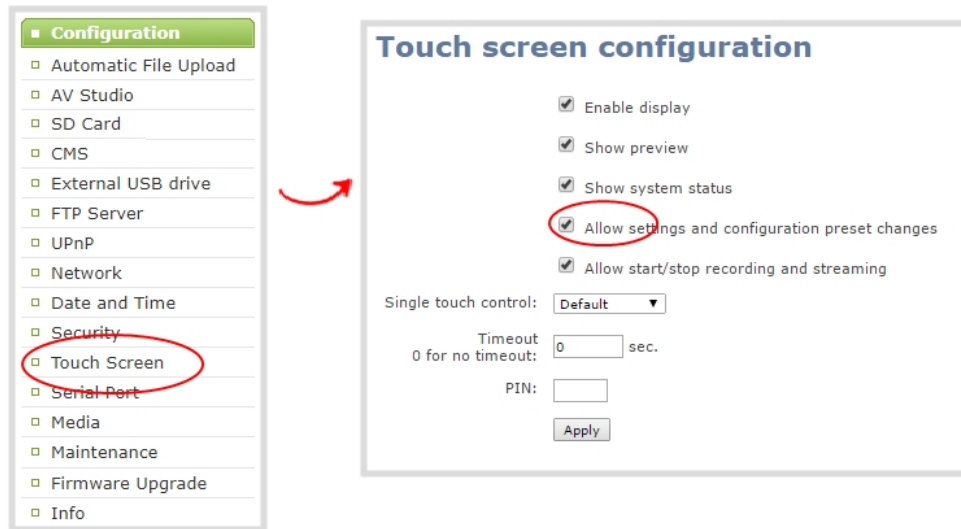 Configuration
Automatic File Upload
AV Studio
SD Card
CMS
External USB drive
FTP Server
UPnP
Network
Date and Time
Security
Touch Screen
Serial Port
Media
Maintenance
Firmware Upgrade
Info
Touch screen configuration
Enable display
Show preview
Show system status
Allow settings and configuration preset changes
Allow start/stop recording and streaming
Single touch control: Default
Timeout
0 for no timeout: 0 sec.
PIN:
Apply